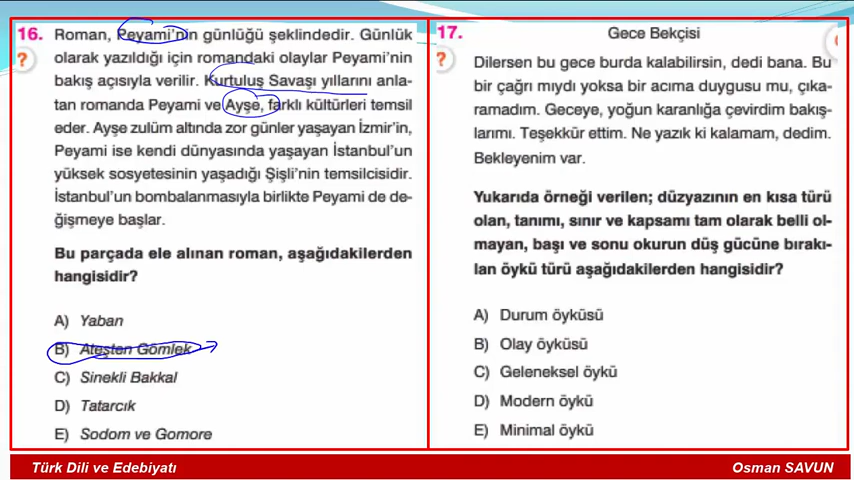 16. Roman, Peyami'nin günlüğü şeklindedir. Günlük
olarak yazıldığı için romandaki olaylar Peyami'nin
bakış açısıyla verilir. Kurtuluş Savaşı yıllarını anla-
tan romanda Peyami ve Ayşe, farklı kültürleri temsil
eder. Ayşe zulüm altında zor günler yaşayan İzmir'in,
Peyami ise kendi dünyasında yaşayan İstanbul'un
yüksek sosyetesinin yaşadığı Şişli'nin temsilcisidir.
İstanbul'un bombalanmasıyla birlikte Peyami de de-
ğişmeye başlar.
Bu parçada ele alınan roman, aşağıdakilerden
hangisidir?
A) Yaban
B) Ateşten Gömlek
C) Sinekli Bakkal
D) Tatarcık
E) Sodom ve Gomore
17. Gece Bekçisi
Dilersen bu gece burda kalabilirsin, dedi bana. Bu
bir çağrı mıydı yoksa bir acıma duygusu mu, çıka-
ramadım. Geceye, yoğun karanlığa çevirdim bakış-
larımı. Teşekkür ettim. Ne yazık ki kalamam, dedim.
Bekleyenim var.
Yukarıda örneği verilen; düzyazının en kısa türü
olan, tanımı, sınır ve kapsamı tam olarak belli ol-
mayan, başı ve sonu okurun düş gücüne bırakı-
lan öykü türü aşağıdakilerden hangisidir?
A) Durum öyküsü
B) Olay öyküsü
C) Geleneksel öykü
D) Modern öykü
E) Minimal öykü
? ?
Türk Dili ve Edebiyatı
Osman SAVUN